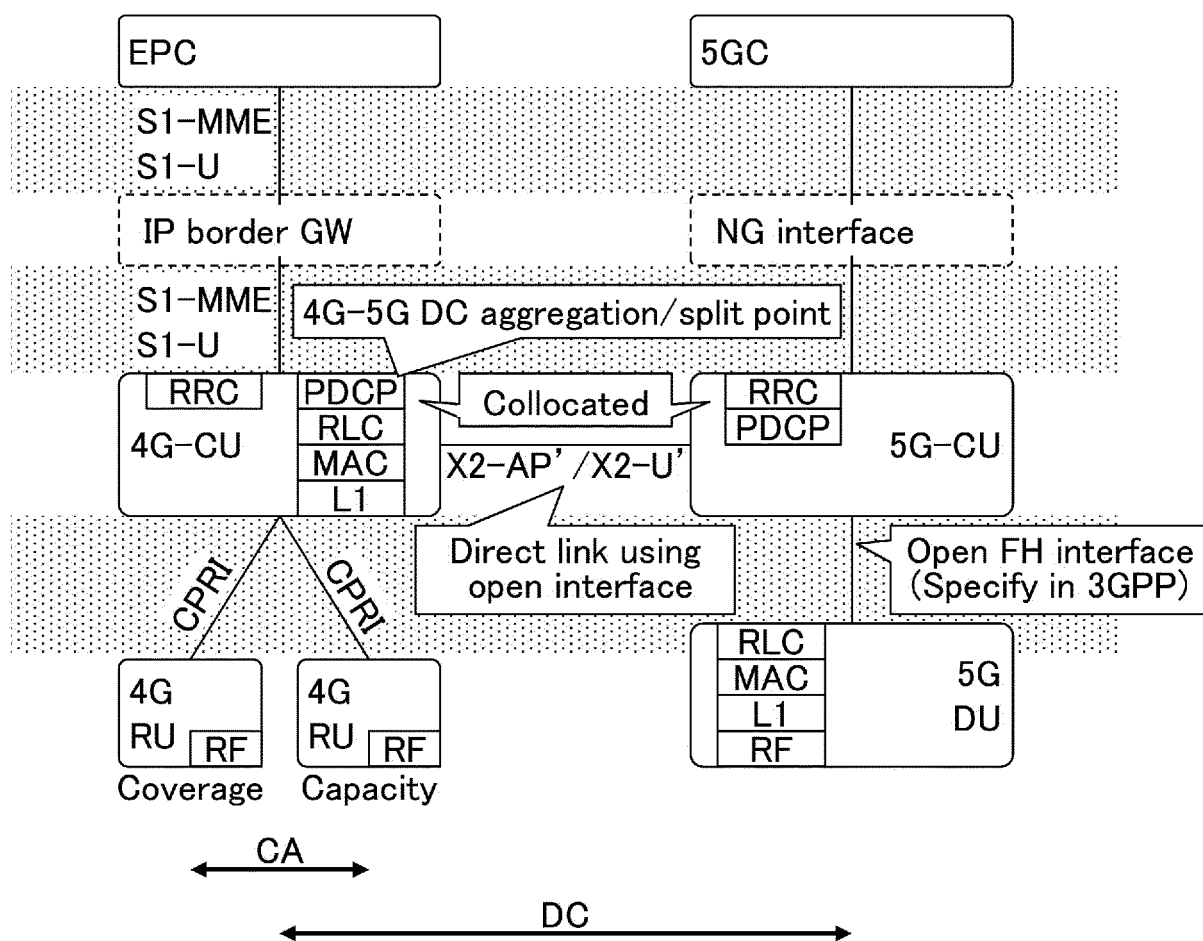 EPC
5GC
S1-MME
S1-U
IP border GW
NG interface
S1-MME
S1-U
4G-5G DC aggregation/split point
RRC
PDCP
RLC
MAC
L1
4G-CU
Collocated
RRC
PDCP
5G-CU
X2-AP' /X2-U'
Direct link using
open interface
Open FH interface
(Specify in 3GPP)
CPRI
CPRI
4G
RU
RF
4G
RU
RF
RLC
MAC
L1
RF
5G
DU
Coverage
Capacity
CA
DC